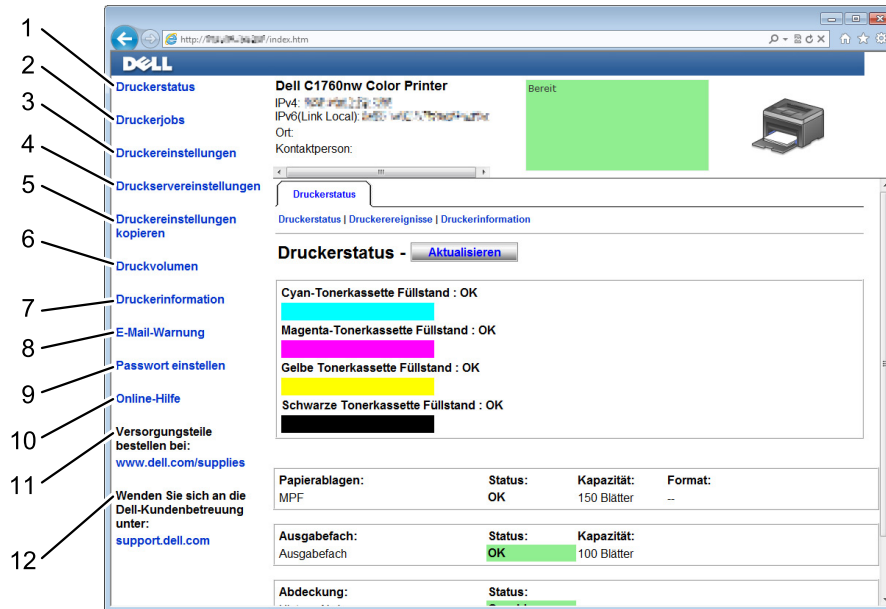 1
2
3
4
5
6
7
8
9
10
11
12
http:// /index.htm
DELL
Druckerstatus
Druckerjobs
Druckereinstellungen
Druckservereinstellungen
Druckereinstellungen
kopieren
Druckvolumen
Druckerinformation
E-Mail-Warnung
Passwort einstellen
Online-Hilfe
Versorgungsteile
bestellen bei:
www.dell.com/supplies
Wenden Sie sich an die
Dell-Kundenbetreuung
unter:
support.dell.com
Dell C1760nw Color Printer
IPv4:
IPv6(Link Local):
Ort:
Kontaktperson:
Bereit
Druckerstatus
Druckerstatus | Druckerereignisse | Druckerinformation
Druckerstatus - Aktualisieren
Cyan-Tonerkassette Füllstand : OK
Magenta-Tonerkassette Füllstand : OK
Gelbe Tonerkassette Füllstand : OK
Schwarze Tonerkassette Füllstand : OK
Papierablagen: Status: Kapazität: Format:
MPF OK 150 Blätter --
Ausgabefach: Status: Kapazität:
Ausgabefach OK 100 Blätter
Abdeckung: Status: